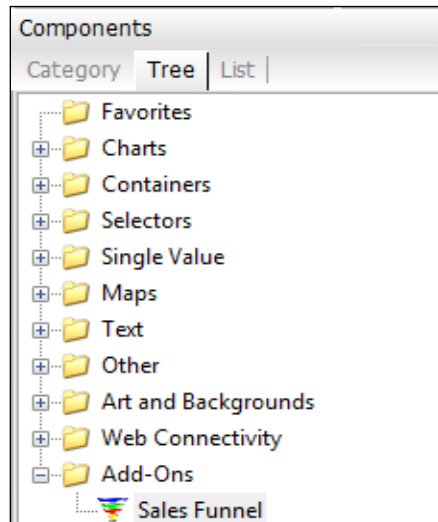 Components
Category Tree List
Favorites
Charts
Containers
Selectors
Single Value
Maps
Text
Other
Art and Backgrounds
Web Connectivity
Add-Ons
Sales Funnel